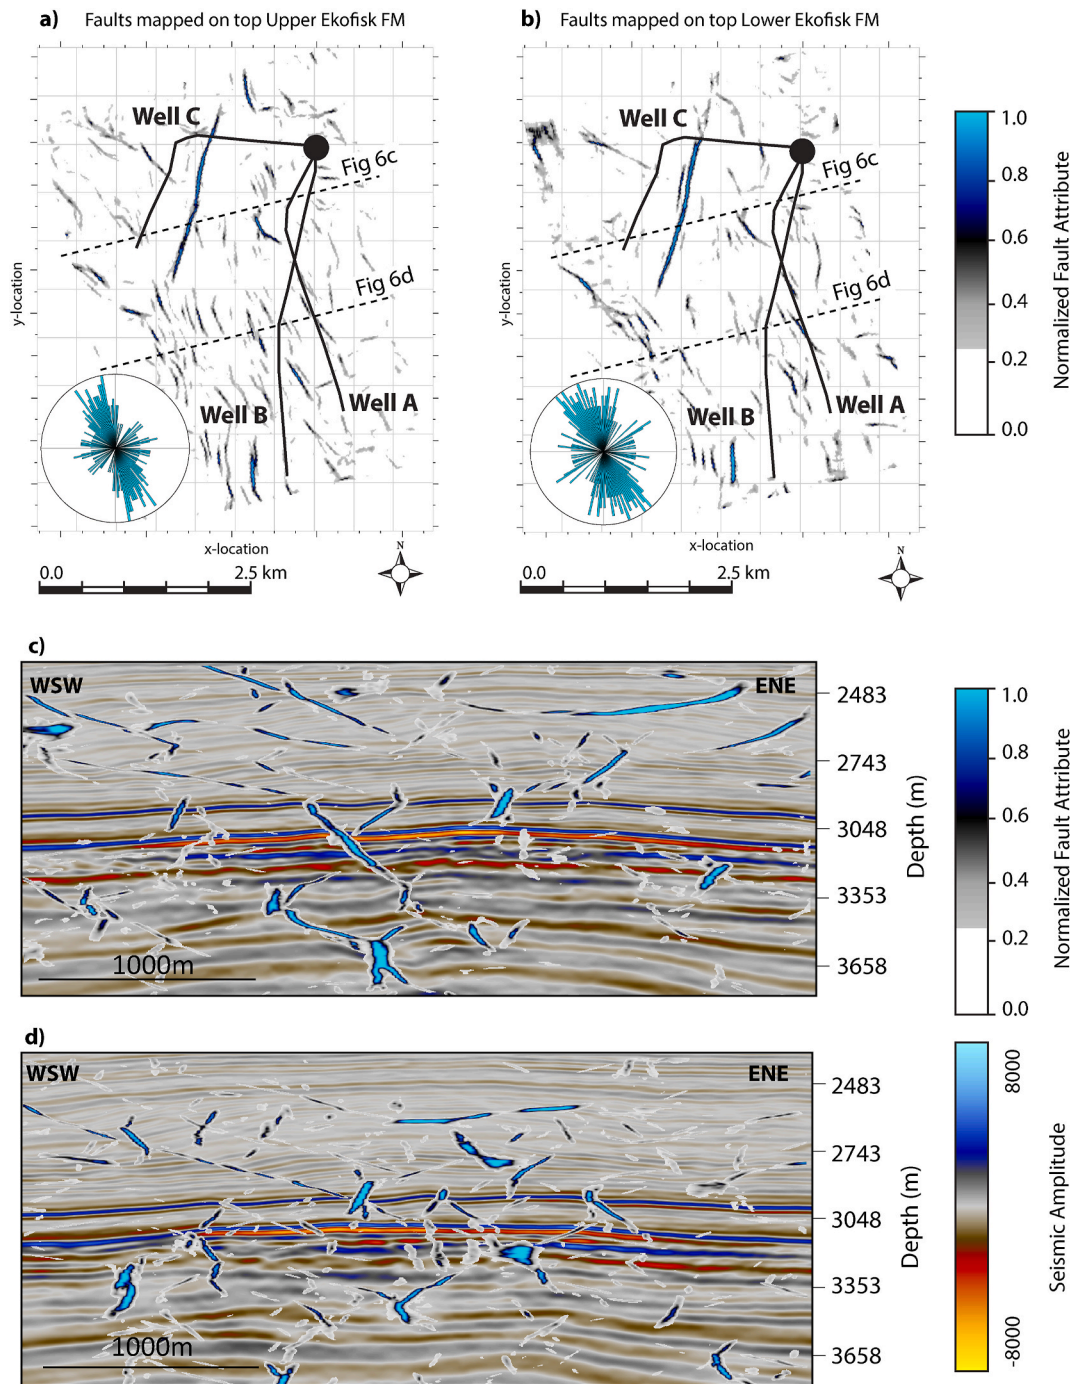 a) Faults mapped on top Upper Ekofisk FM
b) Faults mapped on top Lower Ekofisk FM
Well C
Fig 6c
Fig 6d
Well B
Well A
y-location
x-location
0.0 2.5 km
N
Well C
Fig 6c
Fig 6d
Well B
Well A
y-location
x-location
0.0 2.5 km
N
1.0
0.8
0.6
0.4
0.2
0.0
Normalized Fault Attribute
c)
WSW ENE
2483
2743
3048
3353
3658
Depth (m)
1000m
1.0
0.8
0.6
0.4
0.2
0.0
Normalized Fault Attribute
d)
WSW ENE
2483
2743
3048
3353
3658
Depth (m)
1000m
8000
-8000
Seismic Amplitude